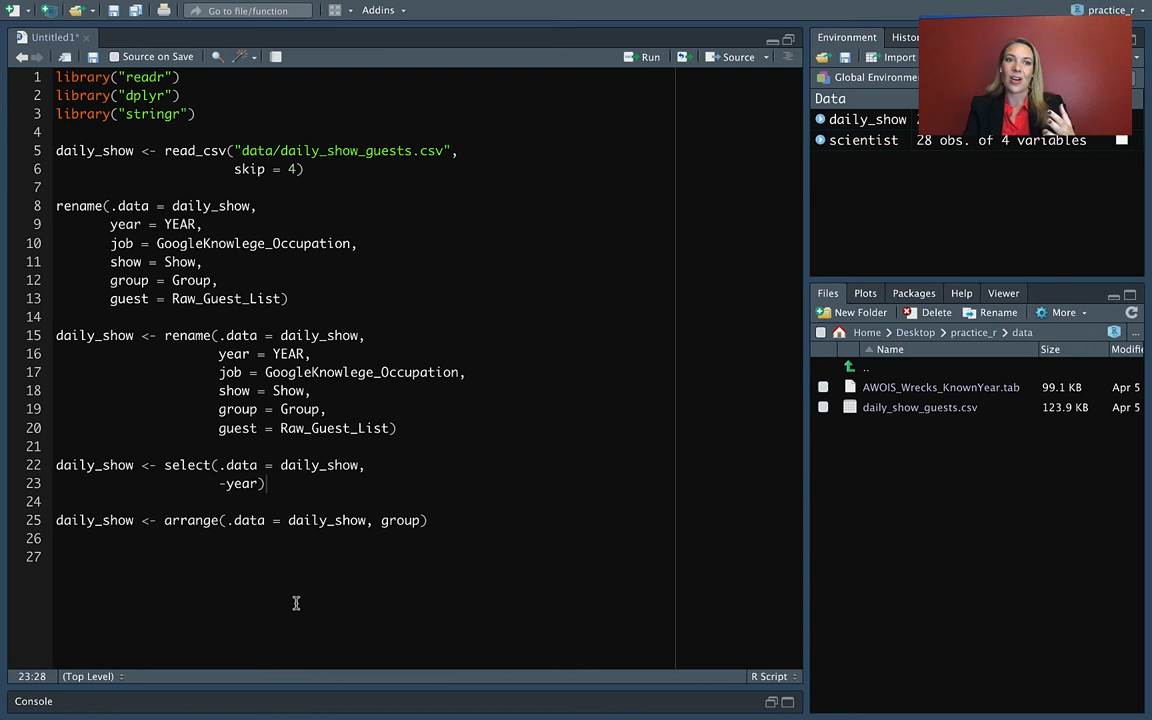 Go to file/function
Addins
practice_r
Untitled1*
Source on Save
Run
Source
1 library("readr")
2 library("dplyr")
3 library("stringr")
4
5 daily_show <- read_csv("data/daily_show_guests.csv",
6 skip = 4)
7
8 rename(.data = daily_show,
9 year = YEAR,
10 job = GoogleKnowlege_Occupation,
11 show = Show,
12 group = Group,
13 guest = Raw_Guest_List)
14
15 daily_show <- rename(.data = daily_show,
16 year = YEAR,
17 job = GoogleKnowlege_Occupation,
18 show = Show,
19 group = Group,
20 guest = Raw_Guest_List)
21
22 daily_show <- select(.data = daily_show,
23 -year)
24
25 daily_show <- arrange(.data = daily_show, group)
26
27
23:28 (Top Level) R Script
Console
Environment
Import
Data
daily_show
scientist 28 obs. of 4 variables
Files Plots Packages Help Viewer
New Folder Delete Rename More
Home Desktop practice_r data
Name Size
..
AWOIS_Wrecks_KnownYear.tab 99.1 KB Apr 5
daily_show_guests.csv 123.9 KB Apr 5